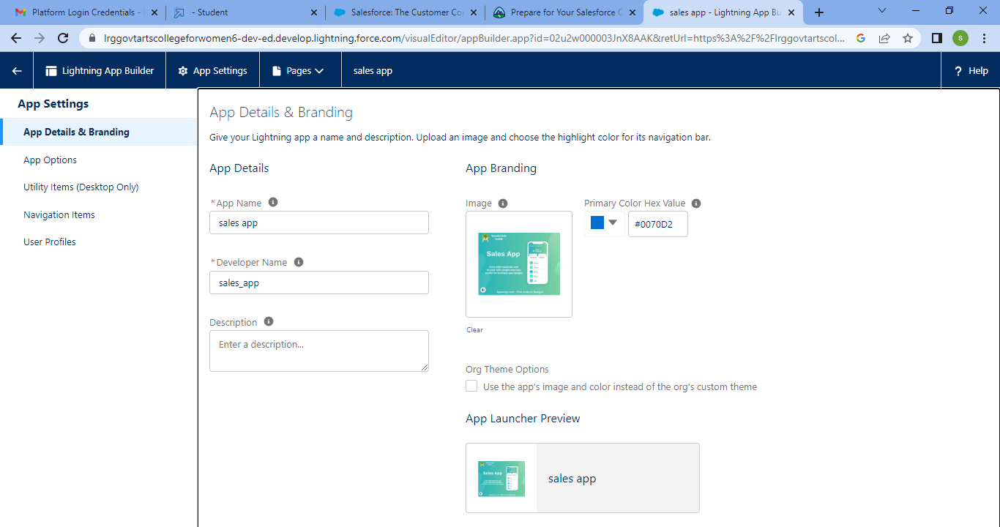 Platform Login Credentials -
- Student
Salesforce: The Customer Co
Prepare for Your Salesforce C
sales app - Lightning App Bu
lrggovtartscollegeforwomen6-dev-ed.develop.lightning.force.com/visualEditor/appBuilder.app?id=02u2w000003JnX8AAK&retUrl=https%3A%2F%2Flrggovtartscol...
S
Lightning App Builder
App Settings
Pages
sales app
? Help
App Settings
App Details & Branding
App Options
Utility Items (Desktop Only)
Navigation Items
User Profiles
App Details & Branding
Give your Lightning app a name and description. Upload an image and choose the highlight color for its navigation bar.
App Details
*App Name
sales app
*Developer Name
sales_app
Description
Enter a description...
App Branding
Image
Sales App
Clear
Primary Color Hex Value
#0070D2
Org Theme Options
Use the app's image and color instead of the org's custom theme
App Launcher Preview
Sales App
sales app